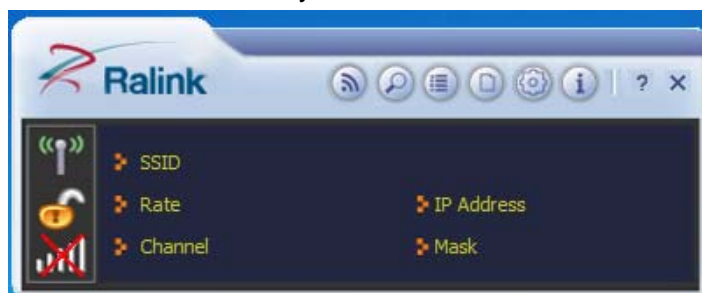 Ralink
? ×
SSID
Rate
IP Address
Channel
Mask